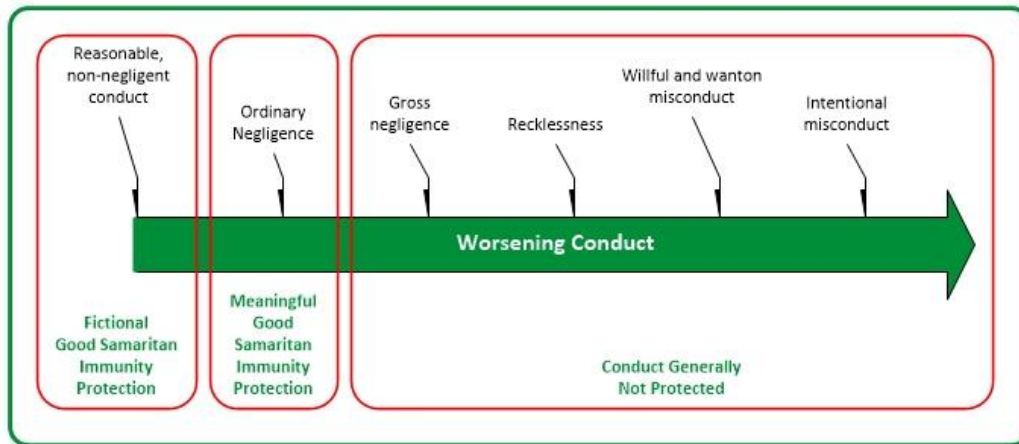 Reasonable,
non-negligent
conduct
Ordinary
Negligence
Gross
negligence
Recklessness
Willful and wanton
misconduct
Intentional
misconduct
Worsening Conduct
Fictional
Good Samaritan
Immunity
Protection
Meaningful
Good
Samaritan
Immunity
Protection
Conduct Generally
Not Protected